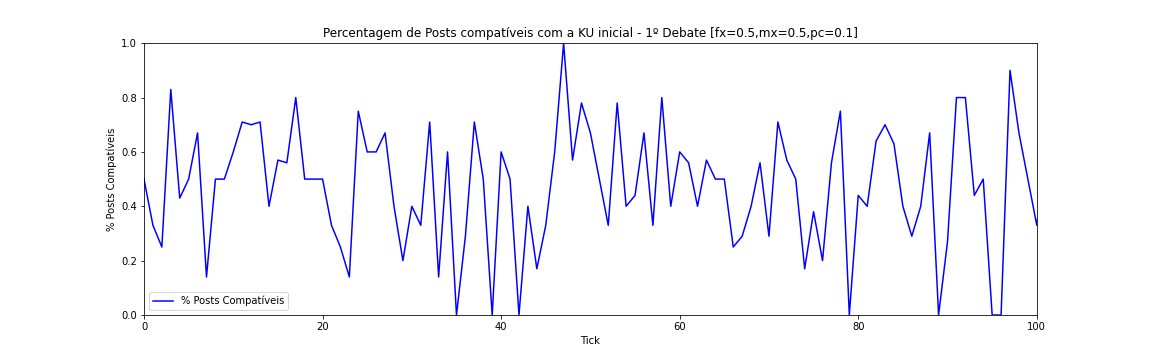 Percentagem de Posts compatíveis com a KU inicial - 1º Debate [fx=0.5,mx=0.5,pc=0.1]
1.0
0.8
0.6
0.4
0.2
0.0
% Posts Compatíveis
% Posts Compatíveis
0 20 40 60 80 100
Tick